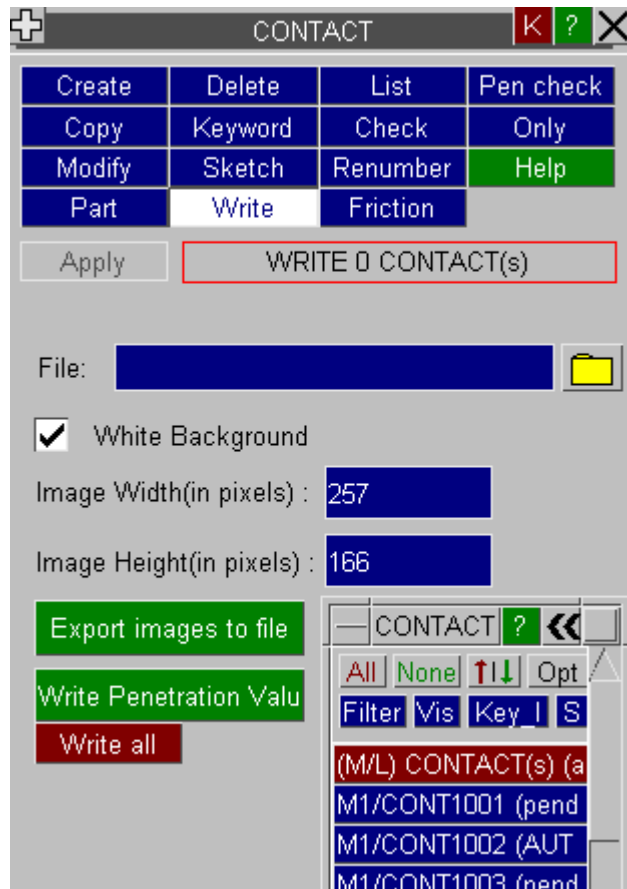 CONTACT K ?
Create Delete List Pen check
Copy Keyword Check Only
Modify Sketch Renumber Help
Part Write Friction
Apply WRITE 0 CONTACT(s)
File:
White Background
Image Width(in pixels) : 257
Image Height(in pixels) : 166
Export images to file
Write Penetration Valu
Write all
CONTACT ?
All None Opt
Filter Vis Key_I S
(M/L) CONTACT(s) (a
M1/CONT1001 (pend
M1/CONT1002 (AUT
M1/CONT1003 (pend